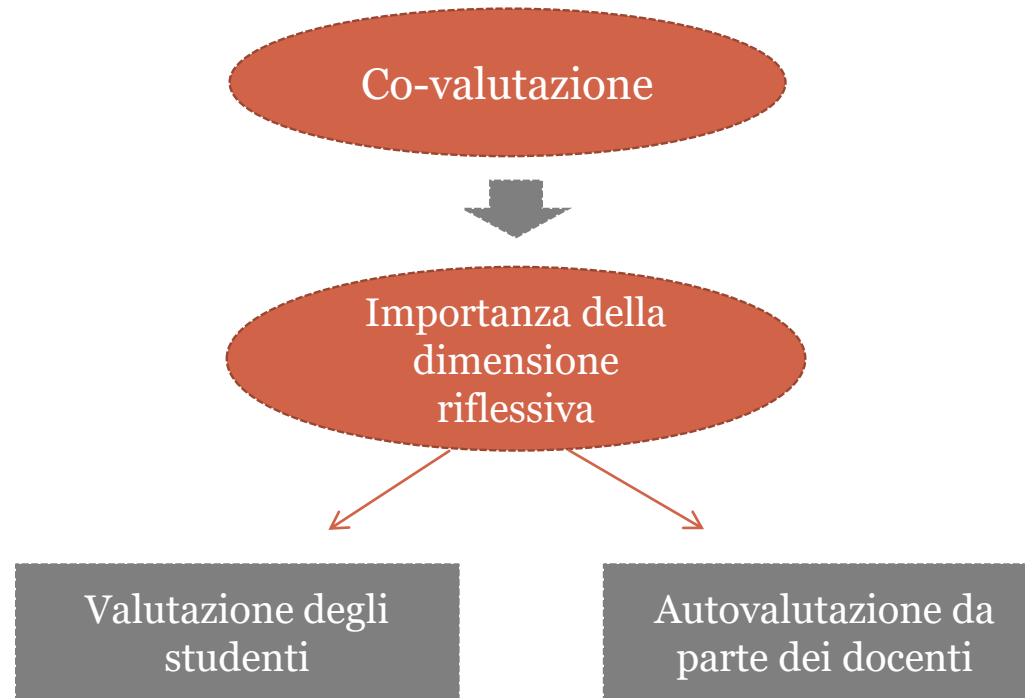 Co-valutazione
Importanza della
dimensione
riflessiva
Valutazione degli
studenti
Autovalutazione da
parte dei docenti